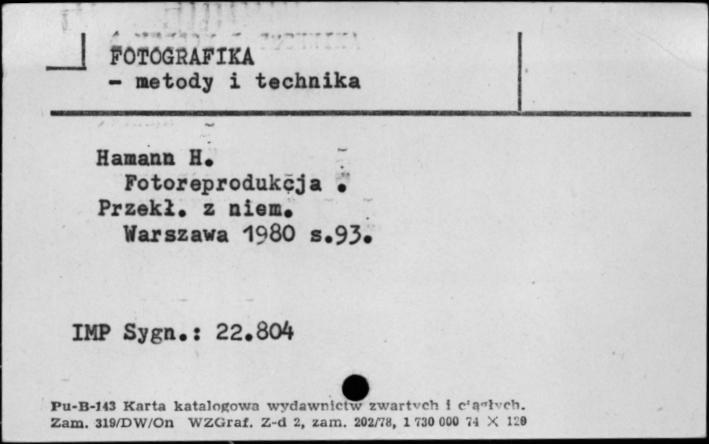 FOTOGRAFIKA
- metody i technika
Hamann H.
Fotoreprodukcja .
Przekł. z niem.
Warszawa 1980 s.93.
IMP Sygn.: 22.804
Pu-B-143 Karta katalogowa wydawnictw zwartych i ciągłych.
Zam. 319/DW/On WZGraf. Z-d 2, zam. 202/78, 1 730 000 74 X 120